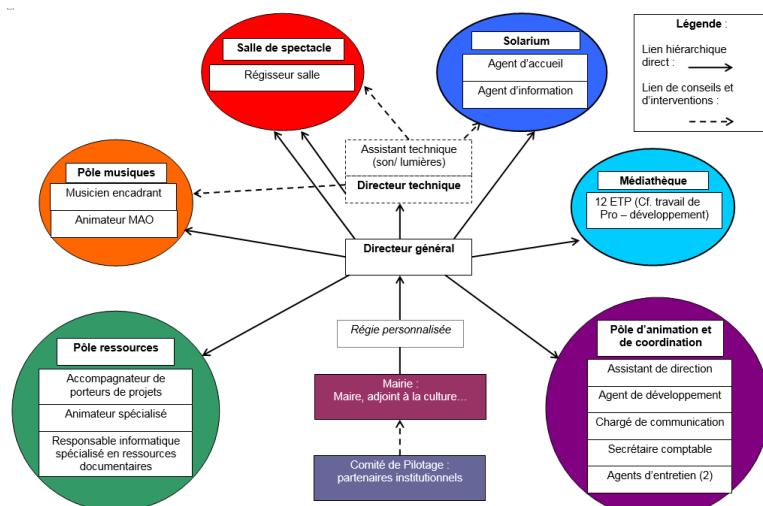 Salle de spectacle
Régisseur salle
Solarium
Agent d'accueil
Agent d'information
Légende :
Lien hiérarchique
direct :
Lien de conseils et
d'interventions :
Assistant technique
(son/ lumières)
Directeur technique
Pôle musiques
Musicien encadrant
Animateur MAO
Médiathèque
12 ETP (Cf. travail de
Pro – développement)
Directeur général
Régie personnalisée
Pôle ressources
Accompagnateur de
porteurs de projets
Animateur spécialisé
Responsable informatique
spécialisé en ressources
documentaires
Mairie :
Maire, adjoint à la culture…
Comité de Pilotage :
partenaires institutionnels
Pôle d'animation et
de coordination
Assistant de direction
Agent de développement
Chargé de communication
Secrétaire comptable
Agents d'entretien (2)